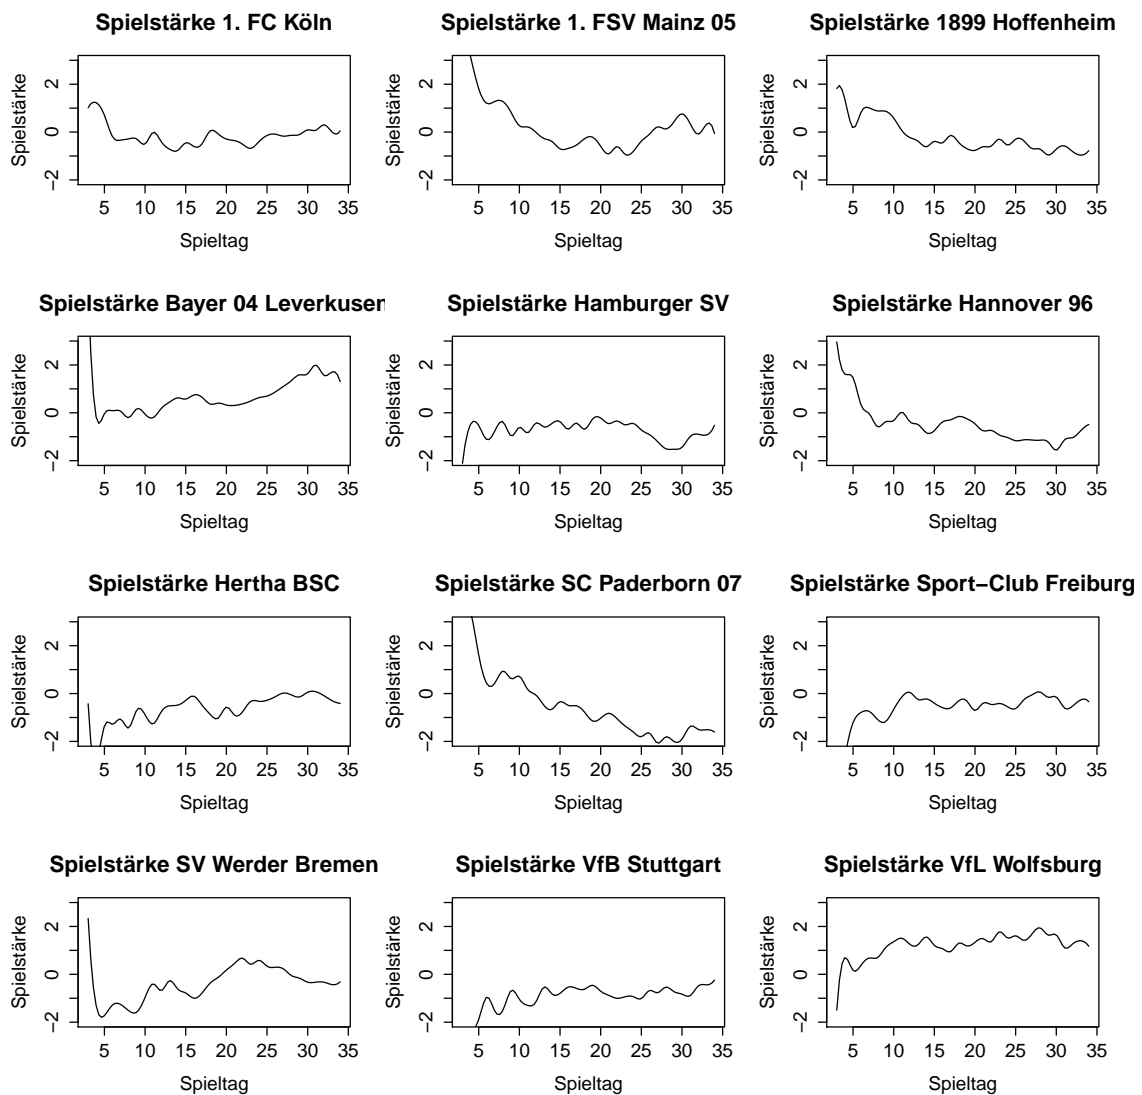 Spielstärke 1. FC Köln
Spielstärke
2
0
−2
5 10 15 20 25 30 35
Spieltag
Spielstärke 1. FSV Mainz 05
Spielstärke
2
0
−2
5 10 15 20 25 30 35
Spieltag
Spielstärke 1899 Hoffenheim
Spielstärke
2
0
−2
5 10 15 20 25 30 35
Spieltag
Spielstärke Bayer 04 Leverkusen
Spielstärke
2
0
−2
5 10 15 20 25 30 35
Spieltag
Spielstärke Hamburger SV
Spielstärke
2
0
−2
5 10 15 20 25 30 35
Spieltag
Spielstärke Hannover 96
Spielstärke
2
0
−2
5 10 15 20 25 30 35
Spieltag
Spielstärke Hertha BSC
Spielstärke
2
0
−2
5 10 15 20 25 30 35
Spieltag
Spielstärke SC Paderborn 07
Spielstärke
2
0
−2
5 10 15 20 25 30 35
Spieltag
Spielstärke Sport−Club Freiburg
Spielstärke
2
0
−2
5 10 15 20 25 30 35
Spieltag
Spielstärke SV Werder Bremen
Spielstärke
2
0
−2
5 10 15 20 25 30 35
Spieltag
Spielstärke VfB Stuttgart
Spielstärke
2
0
−2
5 10 15 20 25 30 35
Spieltag
Spielstärke VfL Wolfsburg
Spielstärke
2
0
−2
5 10 15 20 25 30 35
Spieltag